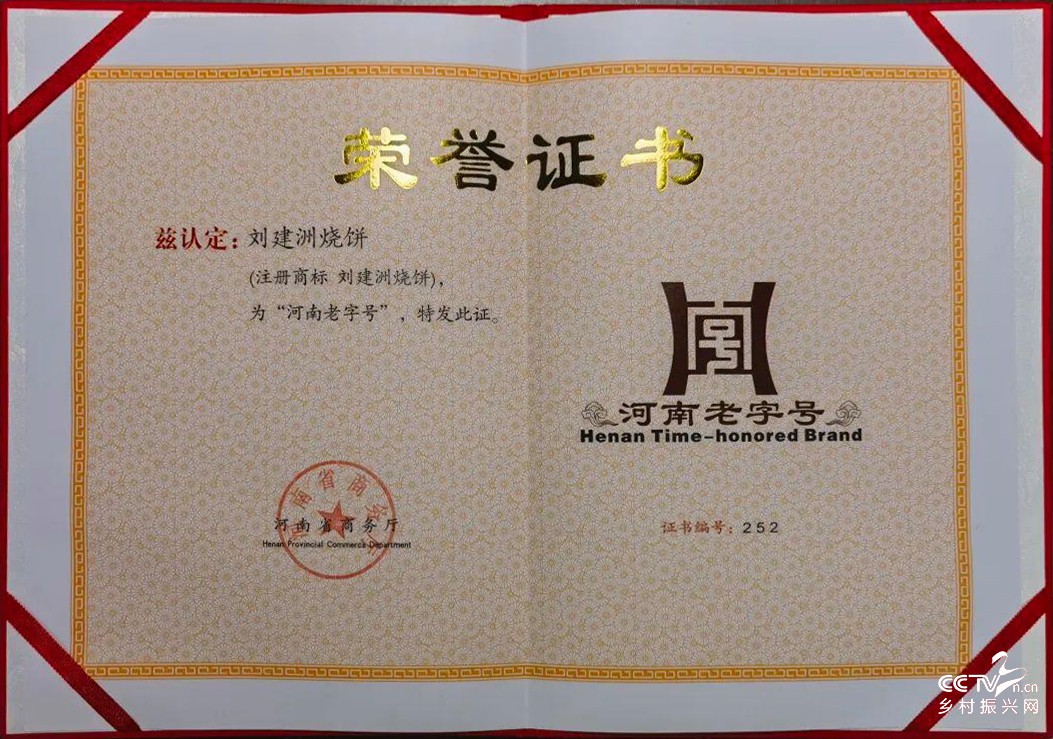 荣誉证书
兹认定：刘建洲烧饼
(注册商标 刘建洲烧饼)，
为“河南老字号”，特发此证。
河南老字号
Henan Time-honored Brand
河南省商务厅
Henan Provincial Commerce Department
证书编号：252
CCTV.cn
乡村振兴网